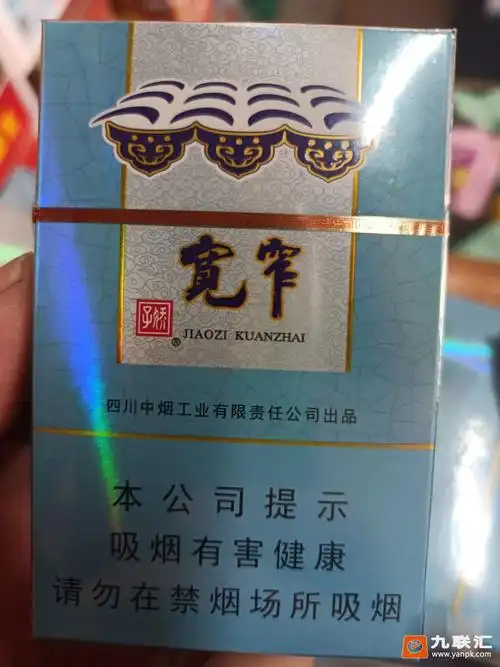 宽窄
娇子
® JIAOZI KUANZHAI
四川中烟工业有限责任公司出品
本公司提示
吸烟有害健康
请勿在禁烟场所吸烟
九联汇
www.yanpk.com